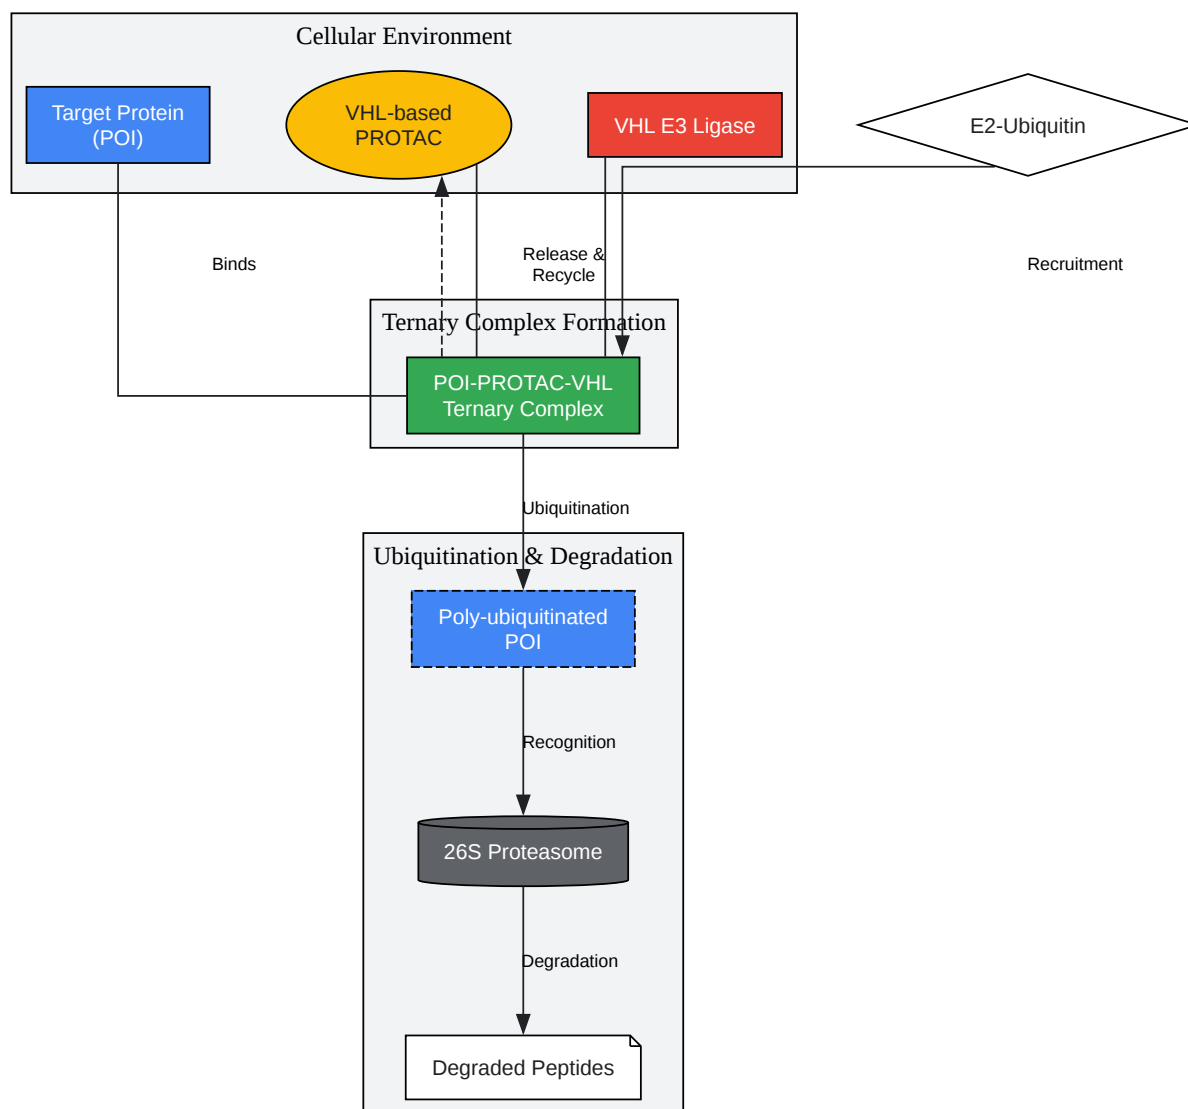 Cellular Environment
Target Protein
(POI)
VHL-based
PROTAC
VHL E3 Ligase
E2-Ubiquitin
Binds
Release &
Recycle
Recruitment
Ternary Complex Formation
POI-PROTAC-VHL
Ternary Complex
Ubiquitination
Ubiquitination & Degradation
Poly-ubiquitinated
POI
Recognition
26S Proteasome
Degradation
Degraded Peptides